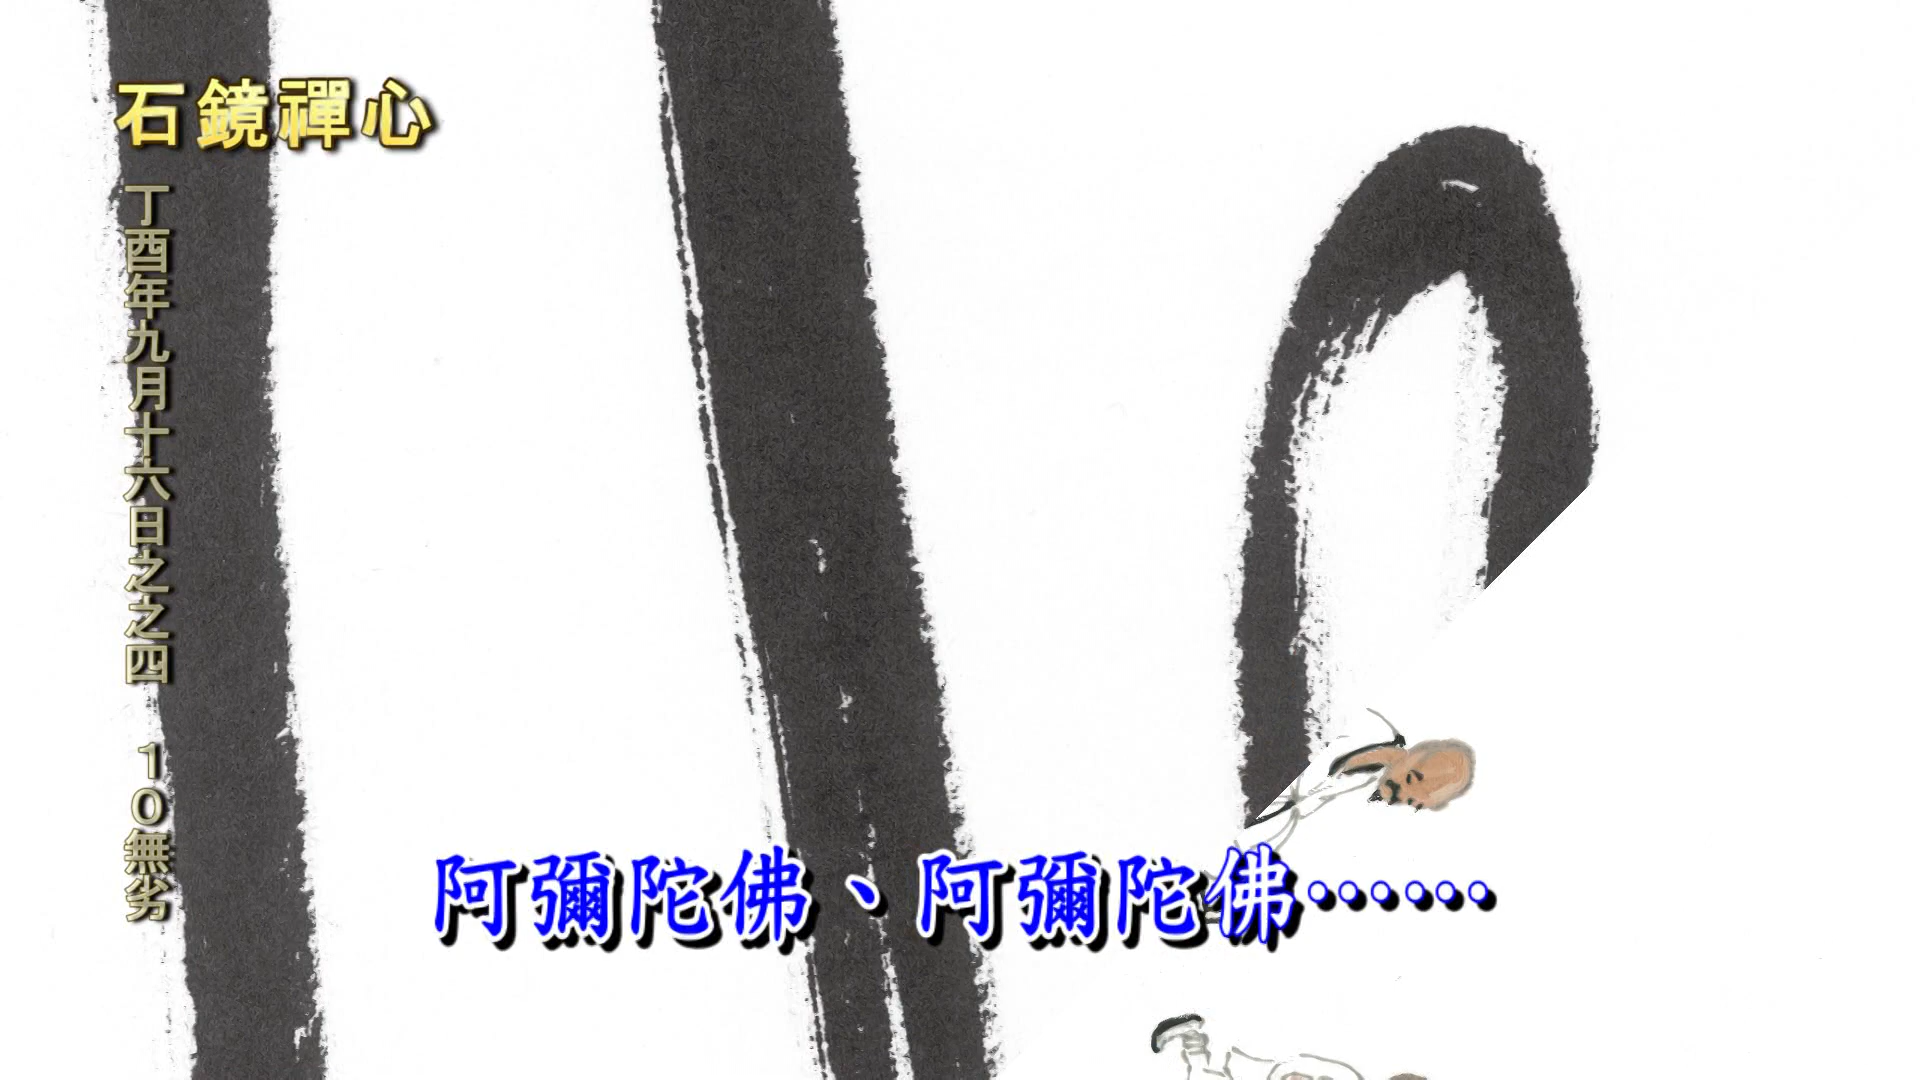 石鏡禪心
丁酉年九月十六日之之四　10無劣
阿彌陀佛、阿彌陀佛……